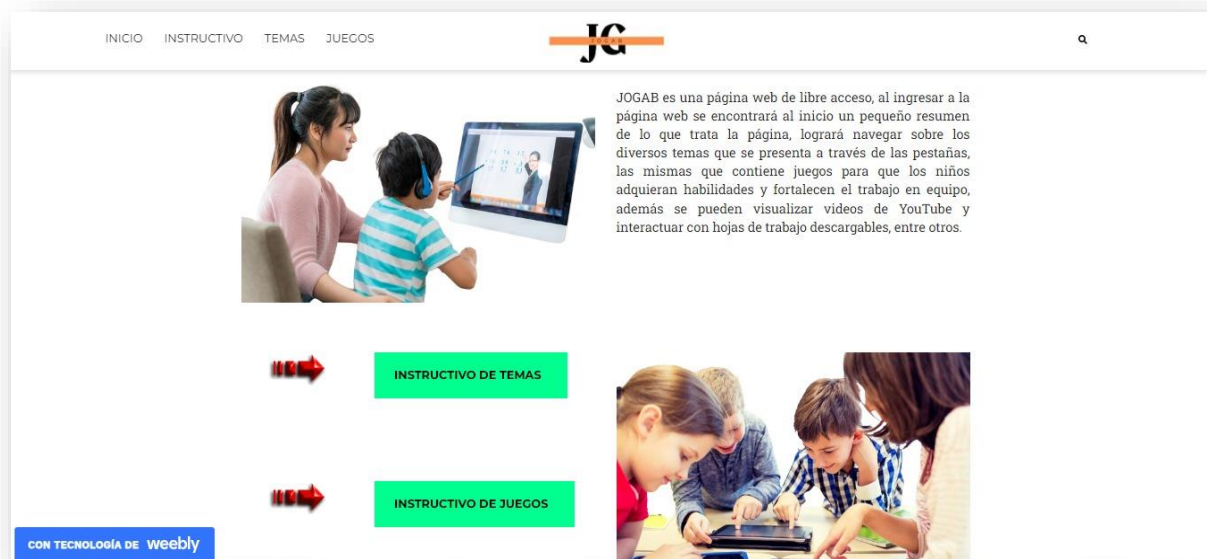 INICIO INSTRUCTIVO TEMAS JUEGOS
JG
JOGAB
JOGAB es una página web de libre acceso, al ingresar a la
página web se encontrará al inicio un pequeño resumen
de lo que trata la página, logrará navegar sobre los
diversos temas que se presenta a través de las pestañas,
las mismas que contiene juegos para que los niños
adquieran habilidades y fortalecen el trabajo en equipo,
además se pueden visualizar videos de YouTube y
interactuar con hojas de trabajo descargables, entre otros.
INSTRUCTIVO DE TEMAS
INSTRUCTIVO DE JUEGOS
CON TECNOLOGÍA DE weebly